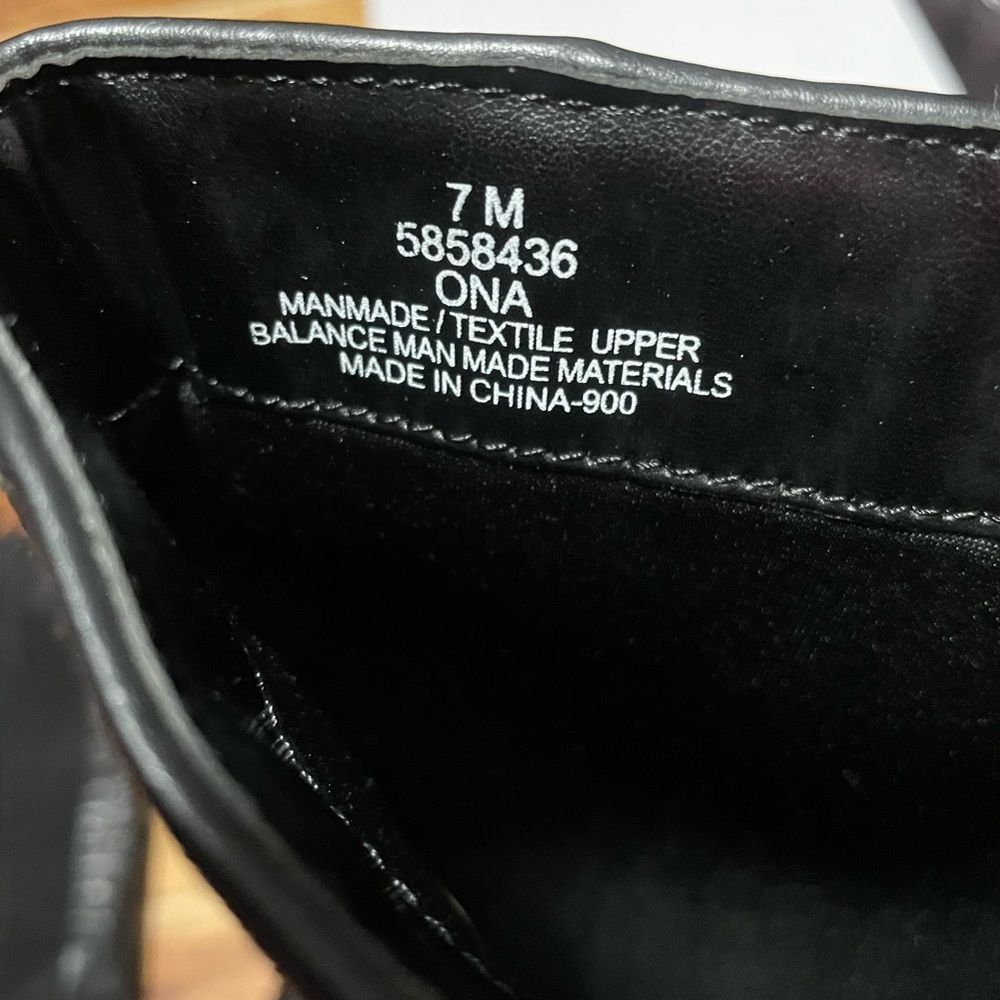 7 M
5858436
ONA
MANMADE / TEXTILE UPPER
BALANCE MAN MADE MATERIALS
MADE IN CHINA-900